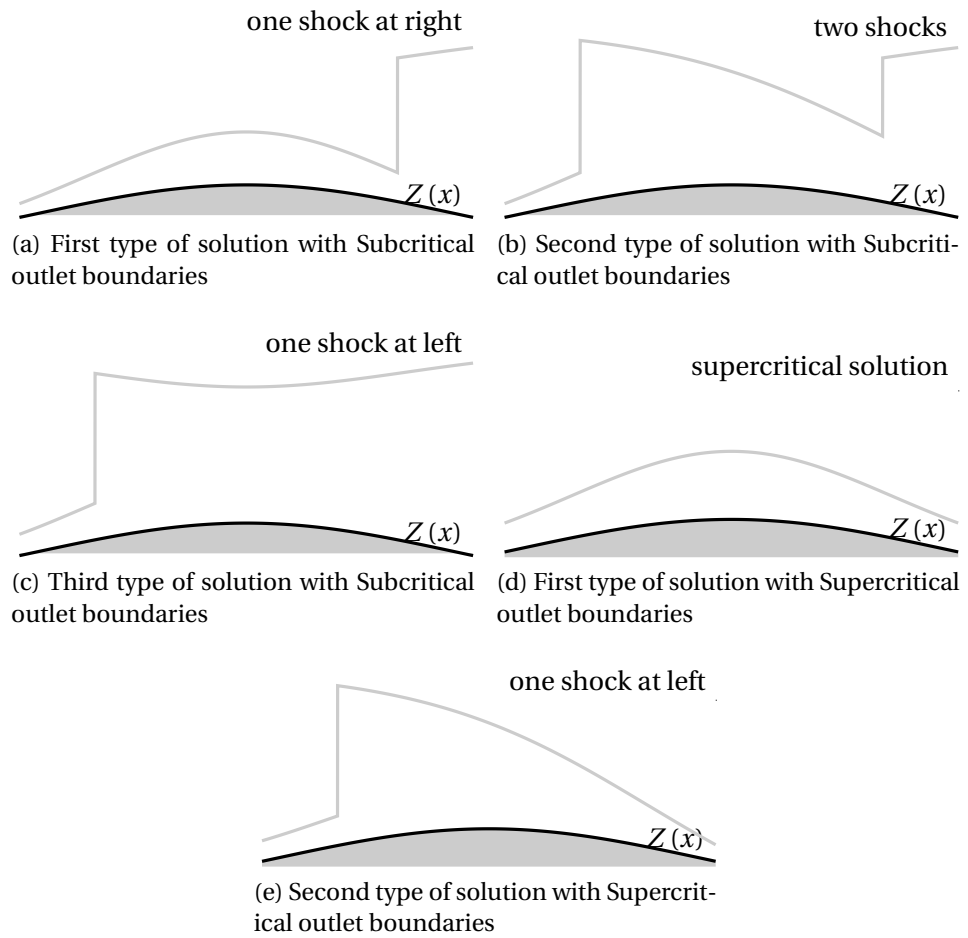 one shock at right
Z (x)
(a) First type of solution with Subcritical
outlet boundaries
two shocks
Z (x)
(b) Second type of solution with Subcriti-
cal outlet boundaries
one shock at left
Z (x)
(c) Third type of solution with Subcritical
outlet boundaries
supercritical solution
Z (x)
(d) First type of solution with Supercritical
outlet boundaries
one shock at left
Z (x)
(e) Second type of solution with Supercrit-
ical outlet boundaries